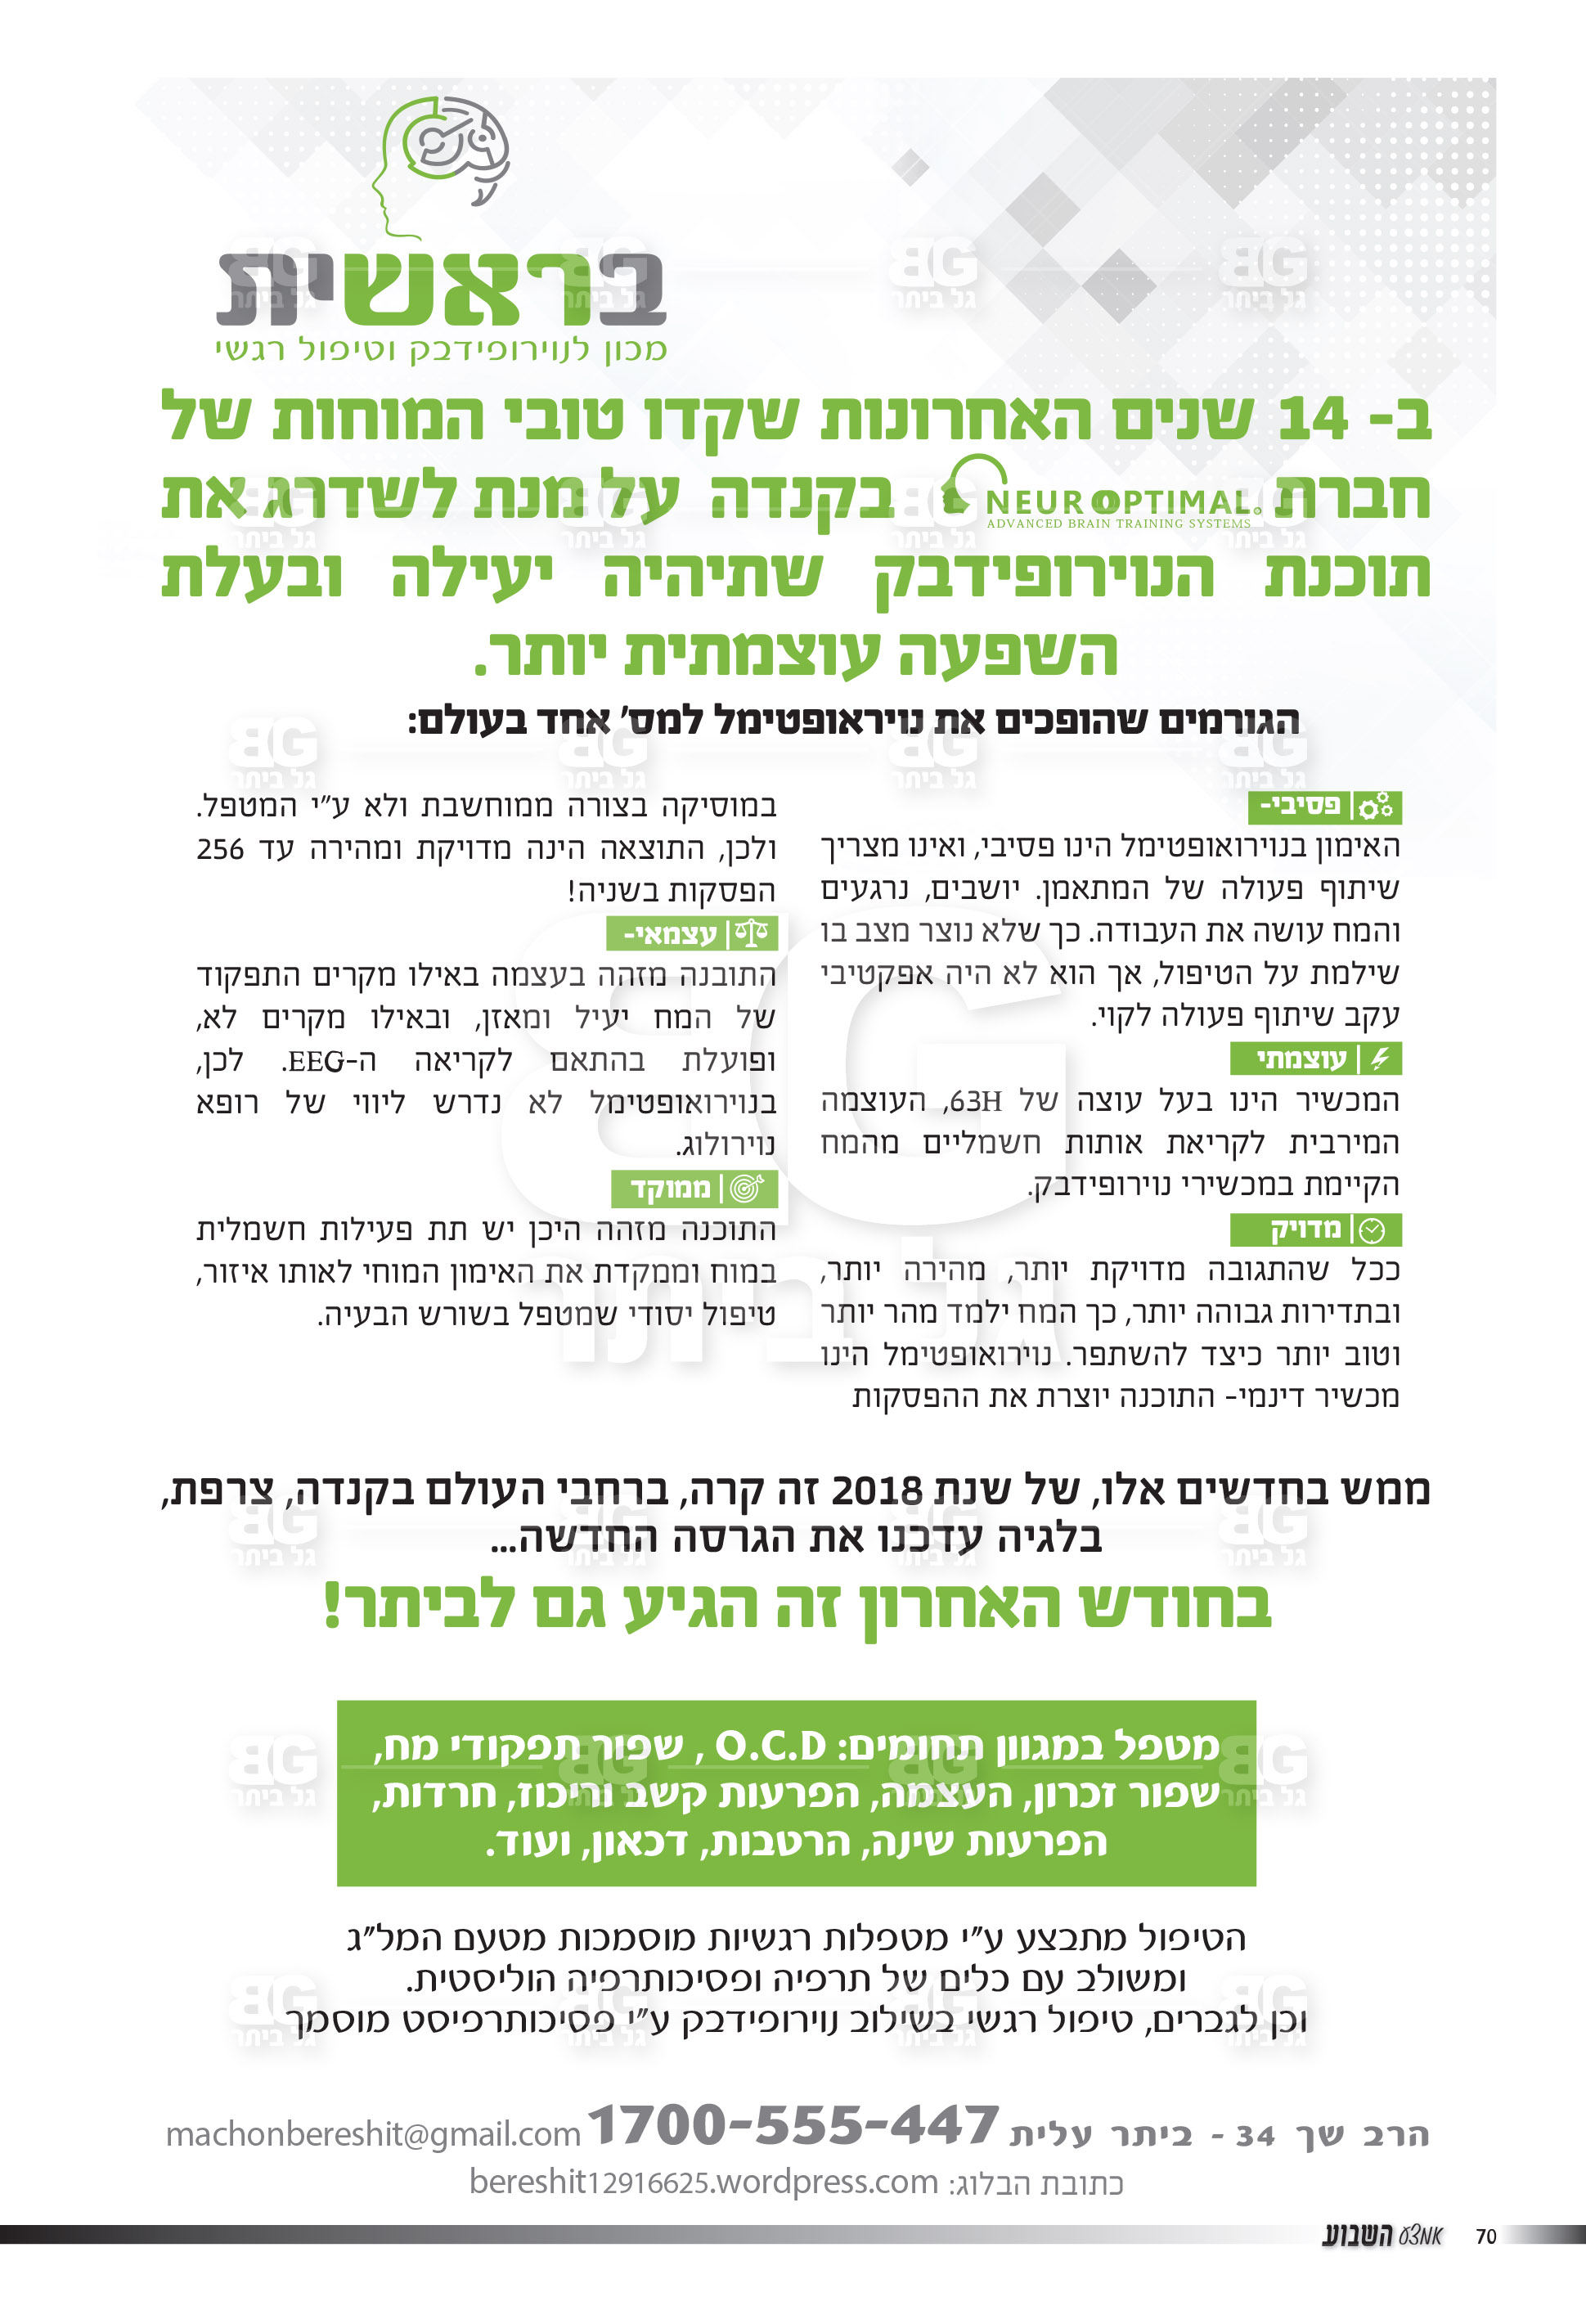 בראשית
מכון לנוירופידבק וטיפול רגשי
ב- 14 שנים האחרונות שקדו טובי המוחות של
חברת NEUROPTIMAL בקנדה על מנת לשדרג את
ADVANCED BRAIN TRAINING SYSTEMS
תוכנת הנוירופידבק שתיהיה יעילה ובעלת
השפעה עוצמתית יותר.
הגורמים שהופכים את נויראופטימל למס' אחד בעולם:
פסיבי-
האימון בנוירואופטימל הינו פסיבי, ואינו מצריך
שיתוף פעולה של המתאמן. יושבים, נרגעים
והמח עושה את העבודה. כך שלא נוצר מצב בו
שילמת על הטיפול, אך הוא לא היה אפקטיבי
עקב שיתוף פעולה לקוי.
עוצמתי
המכשיר הינו בעל עוצה של 63H, העוצמה
המירבית לקריאת אותות חשמליים מהמח
הקיימת במכשירי נוירופידבק.
מדויק
ככל שהתגובה מדויקת יותר, מהירה יותר,
ובתדירות גבוהה יותר, כך המח ילמד מהר יותר
וטוב יותר כיצד להשתפר. נוירואופטימל הינו
מכשיר דינמי- התוכנה יוצרת את ההפסקות
במוסיקה בצורה ממוחשבת ולא ע"י המטפל.
ולכן, התוצאה הינה מדויקת ומהירה עד 256
הפסקות בשניה!
עצמאי-
התובנה מזהה בעצמה באילו מקרים התפקוד
של המח יעיל ומאזן, ובאילו מקרים לא,
ופועלת בהתאם לקריאה ה-EEG. לכן,
בנוירואופטימל לא נדרש ליווי של רופא
נוירולוג.
ממוקד
התוכנה מזהה היכן יש תת פעילות חשמלית
במוח וממקדת את האימון המוחי לאותו איזור,
טיפול יסודי שמטפל בשורש הבעיה.
ממש בחדשים אלו, של שנת 2018 זה קרה, ברחבי העולם בקנדה, צרפת,
בלגיה עדכנו את הגרסה החדשה...
בחודש האחרון זה הגיע גם לביתר!
מטפל במגוון תחומים: O.C.D , שפור תפקודי מח,
שפור זכרון, העצמה, הפרעות קשב וריכוז, חרדות,
הפרעות שינה, הרטבות, דכאון, ועוד.
הטיפול מתבצע ע"י מטפלות רגשיות מוסמכות מטעם המל"ג
ומשולב עם כלים של תרפיה ופסיכותרפיה הוליסטית.
וכן לגברים, טיפול רגשי בשילוב נוירופידבק ע"י פסיכותרפיסט מוסמך
הרב שך 34 - ביתר עלית 1700-555-447 machonbereshit@gmail.com
כתובת הבלוג: bereshit12916625.wordpress.com
70 אמצע השבוע
BG
גל ביתר